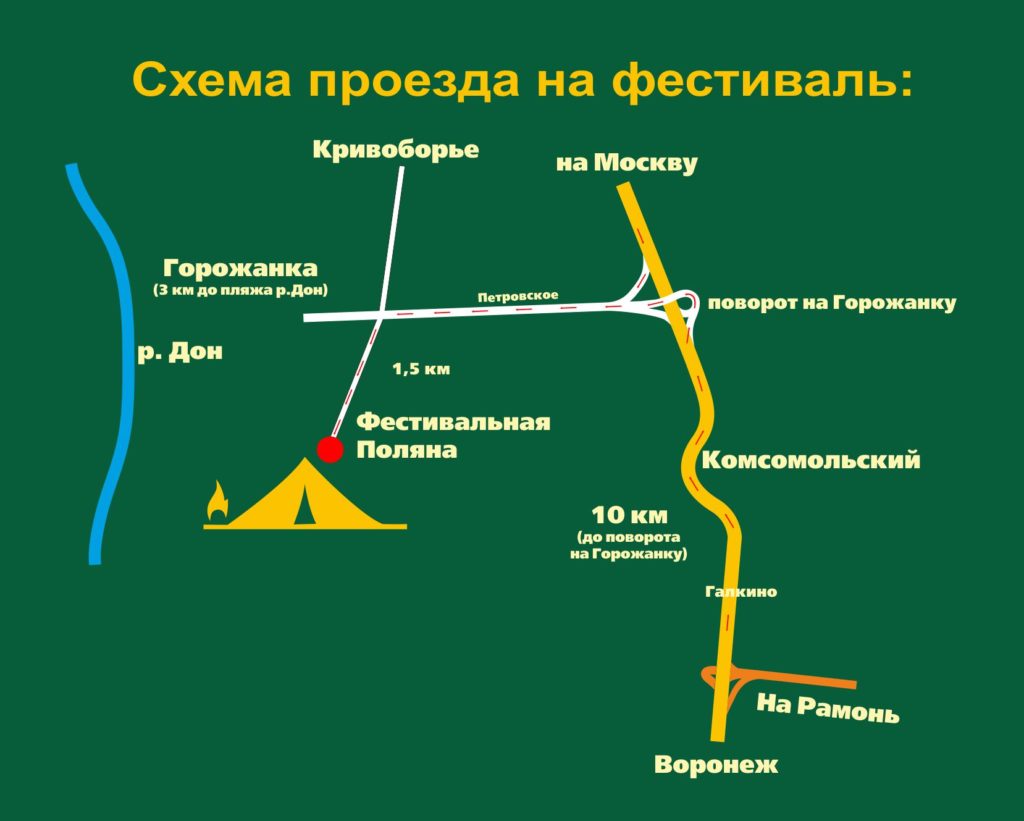 Схема проезда на фестиваль:
Кривоборье
на Москву
Горожанка
(3 км до пляжа р.Дон)
Петровское
поворот на Горожанку
р. Дон
1,5 км
Фестивальная
Поляна
Комсомольский
10 км
(до поворота
на Горожанку)
Галкино
На Рамонь
Воронеж